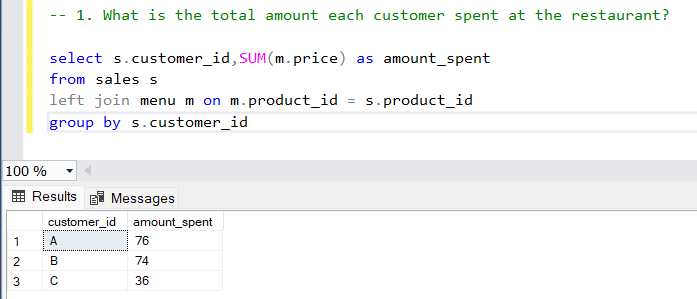 -- 1. What is the total amount each customer spent at the restaurant?
select s.customer_id,SUM(m.price) as amount_spent
from sales s
left join menu m on m.product_id = s.product_id
group by s.customer_id
100 %
Results Messages
customer_id amount_spent
1 A 76
2 B 74
3 C 36